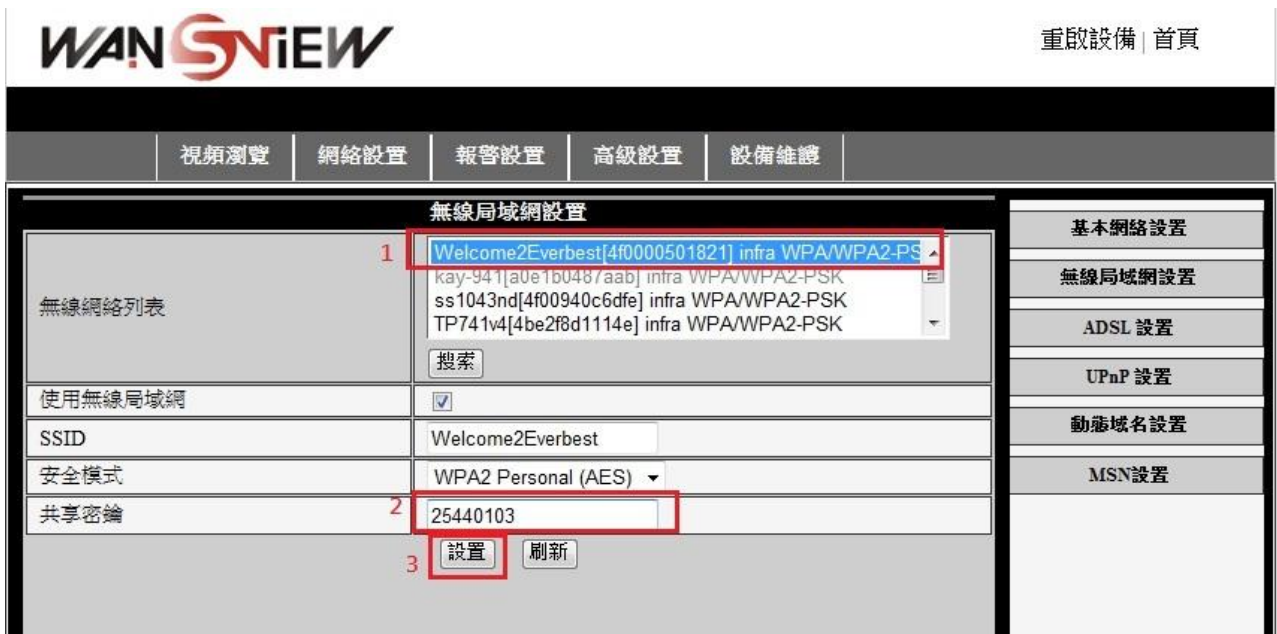 WANSVIEW
重啟設備 | 首頁
視頻瀏覽 網絡設置 報警設置 高級設置 設備維護
無線局域網設置
無線網絡列表
1
Welcome2Everbest[4f0000501821] infra WPA/WPA2-PS
kay-941[a0e1b0487aab] infra WPA/WPA2-PSK
ss1043nd[4f00940c6dfe] infra WPA/WPA2-PSK
TP741v4[4be2f8d1114e] infra WPA/WPA2-PSK
搜索
使用無線局域網
SSID Welcome2Everbest
安全模式 WPA2 Personal (AES)
共享密鑰 2 25440103
3 設置 刷新
基本網絡設置
無線局域網設置
ADSL 設置
UPnP 設置
動態域名設置
MSN設置